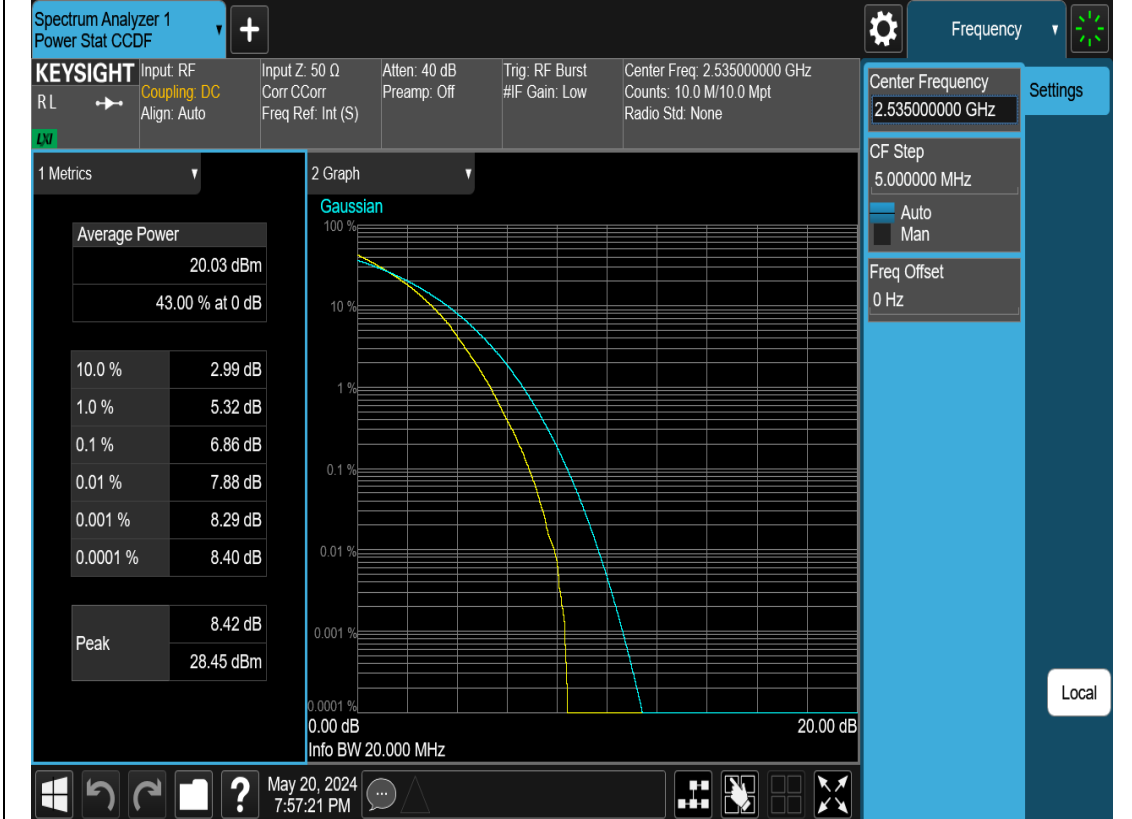 Spectrum Analyzer 1
Power Stat CCDF
+
Frequency
KEYSIGHT
RL
LXI
Input: RF
Coupling: DC
Align: Auto
Input Z: 50 Ω
Corr CCorr
Freq Ref: Int (S)
Atten: 40 dB
Preamp: Off
Trig: RF Burst
#IF Gain: Low
Center Freq: 2.535000000 GHz
Counts: 10.0 M/10.0 Mpt
Radio Std: None
Center Frequency
2.535000000 GHz
Settings
CF Step
5.000000 MHz
Auto
Man
Freq Offset
0 Hz
1 Metrics
Average Power
20.03 dBm
43.00 % at 0 dB
10.0 % 2.99 dB
1.0 % 5.32 dB
0.1 % 6.86 dB
0.01 % 7.88 dB
0.001 % 8.29 dB
0.0001 % 8.40 dB
Peak
8.42 dB
28.45 dBm
2 Graph
Gaussian
100 %
10 %
1 %
0.1 %
0.01 %
0.001 %
0.0001 %
0.00 dB 20.00 dB
Info BW 20.000 MHz
Local
?
May 20, 2024
7:57:21 PM